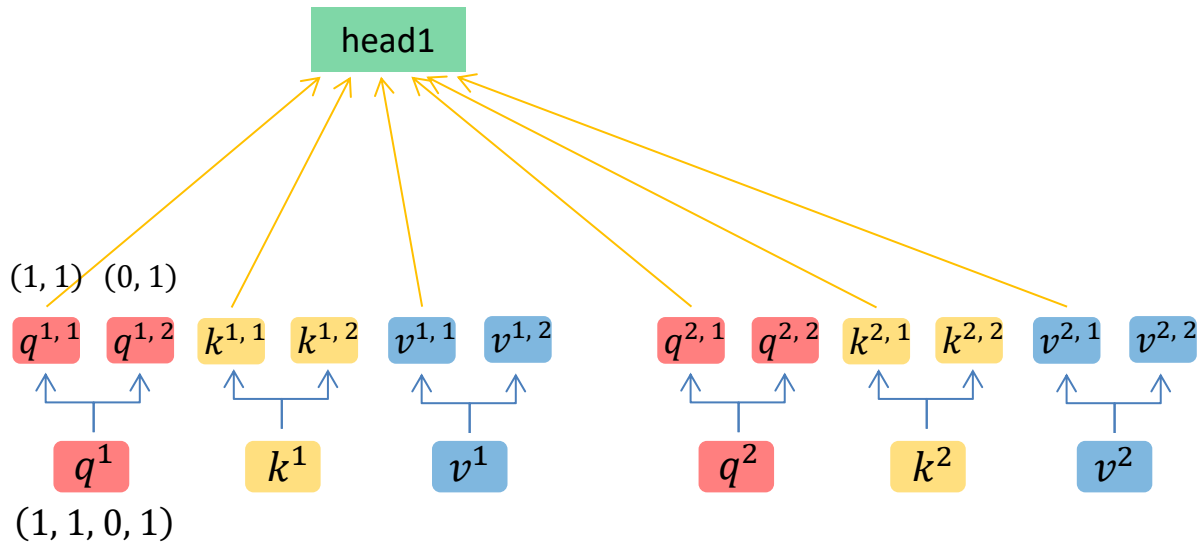 head1
(1, 1) (0, 1)
q^{1, 1} q^{1, 2} k^{1, 1} k^{1, 2} v^{1, 1} v^{1, 2} q^{2, 1} q^{2, 2} k^{2, 1} k^{2, 2} v^{2, 1} v^{2, 2}
q^1 k^1 v^1 q^2 k^2 v^2
(1, 1, 0, 1)